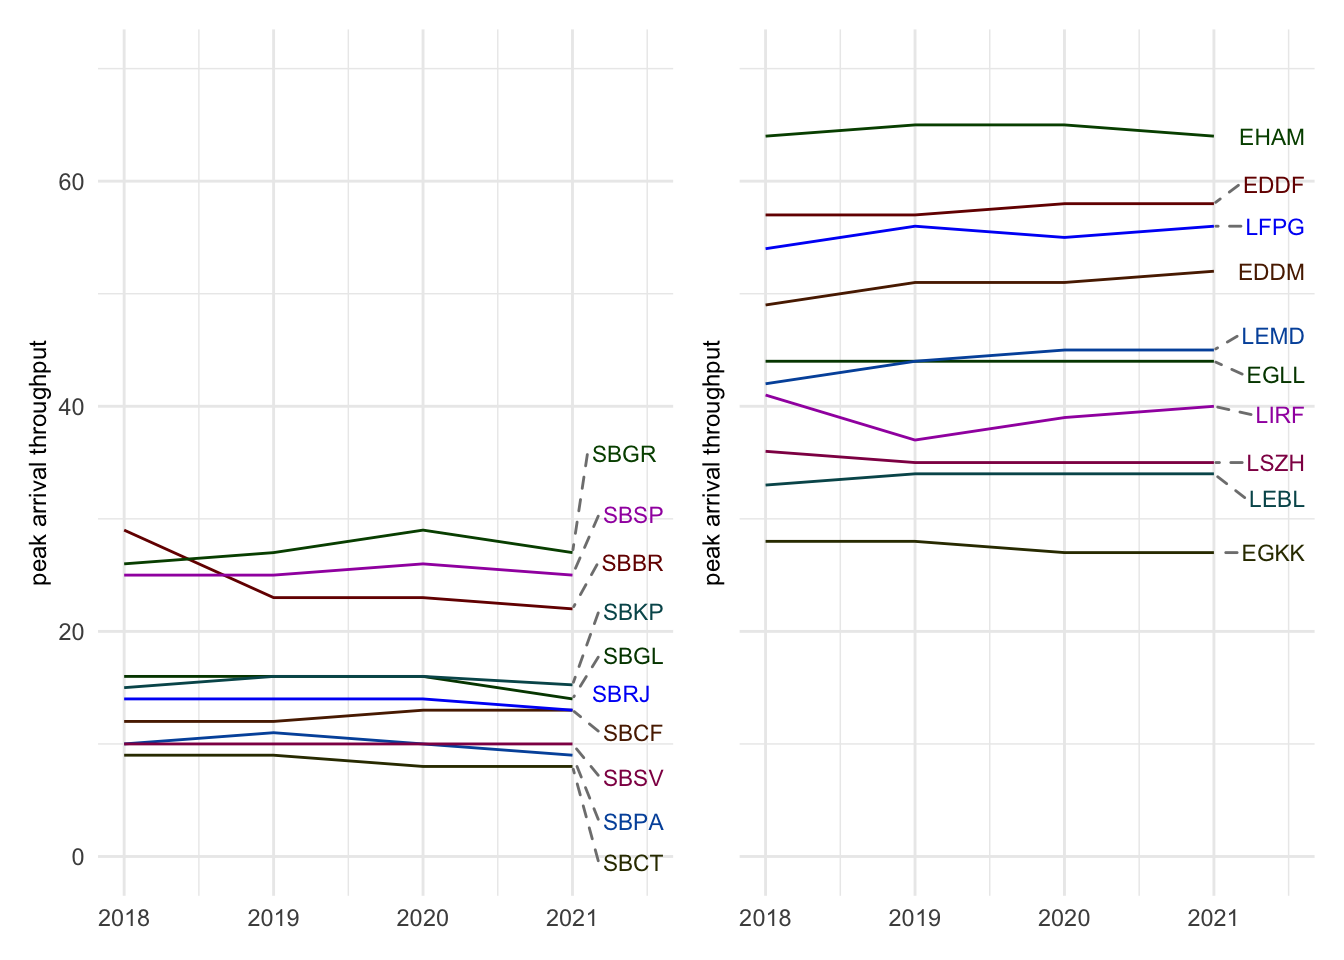 peak arrival throughput
60
40
20
0
SBGR
SBSP
SBBR
SBKP
SBGL
SBRJ
SBCF
SBSV
SBPA
SBCT
2018
2019
2020
2021
peak arrival throughput
EHAM
EDDF
LFPG
EDDM
LEMD
EGLL
LIRF
LSZH
LEBL
EGKK
2018
2019
2020
2021